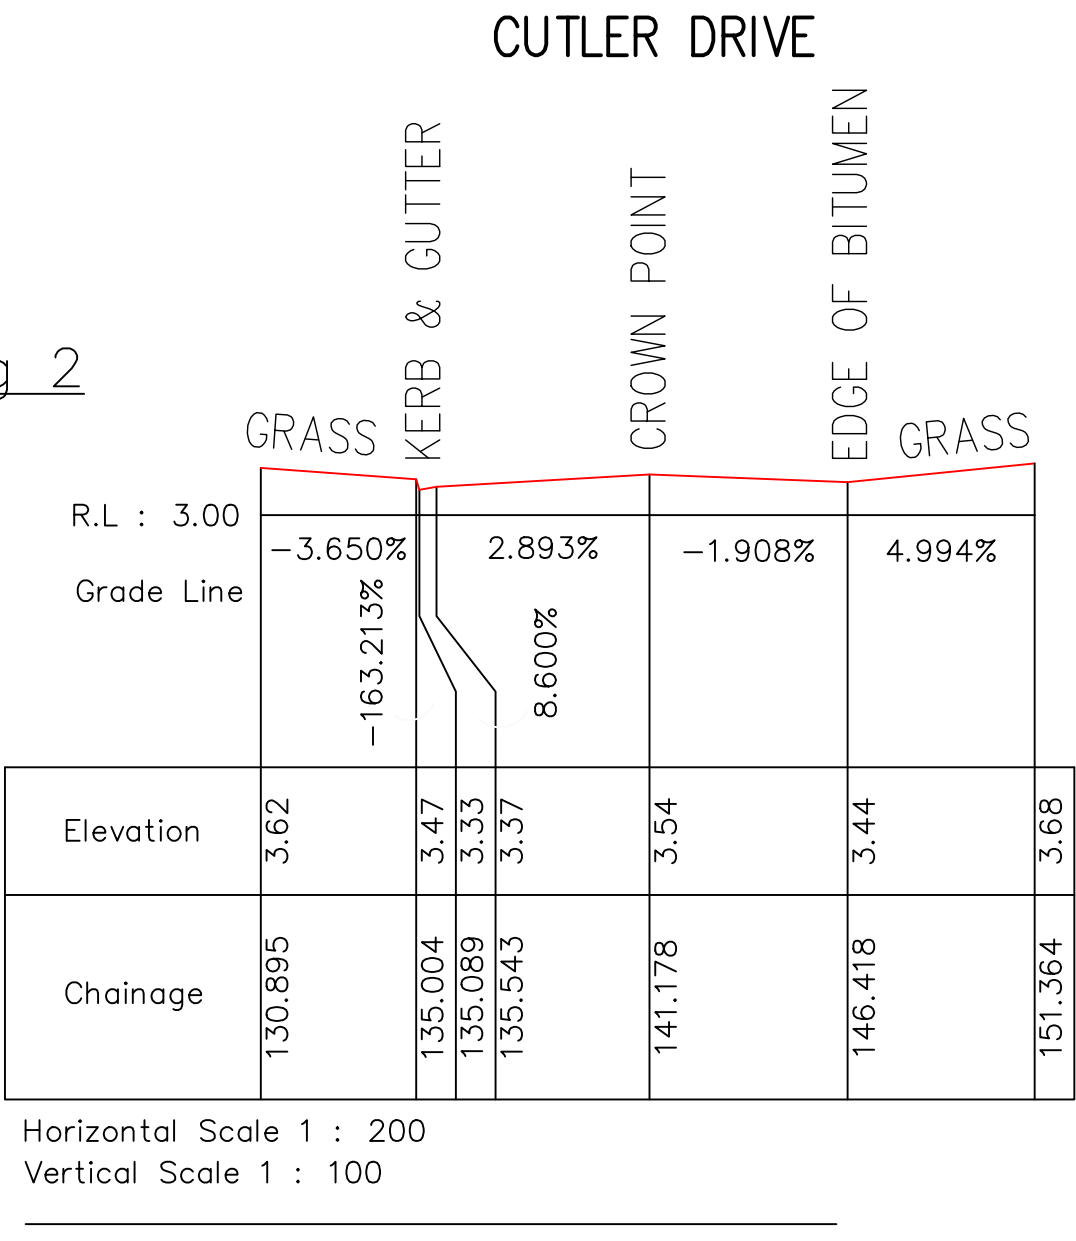 CUTLER DRIVE
KERB & GUTTER
CROWN POINT
EDGE OF BITUMEN
2
GRASS
GRASS
R.L : 3.00
-3.650%
2.893%
-1.908%
4.994%
Grade Line
-163.213%
8.600%
Elevation
3.62
3.47
3.33
3.37
3.54
3.44
3.68
Chainage
130.895
135.004
135.089
135.543
141.178
146.418
151.364
Horizontal Scale 1 : 200
Vertical Scale 1 : 100